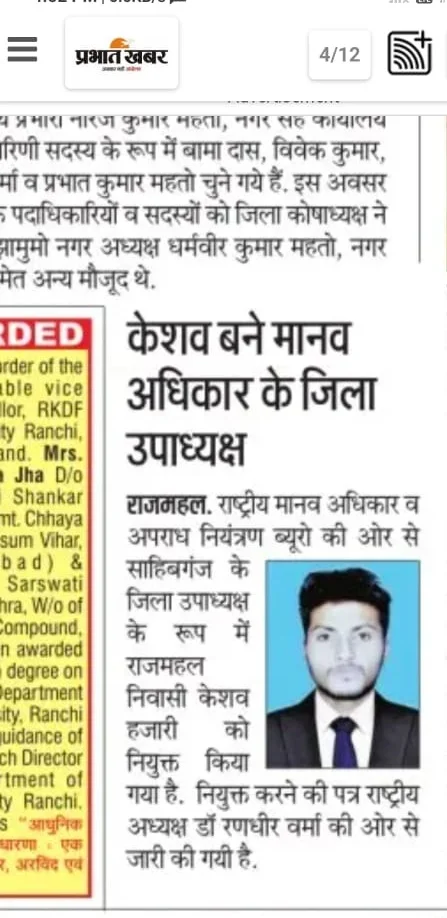 प्रभात खबर
4/12
य प्रभारी नीरज कुमार महतो, नगर सह कार्यालय
रिणी सदस्य के रूप में बामा दास, विवेक कुमार,
र्मा व प्रभात कुमार महतो चुने गये हैं. इस अवसर
पदाधिकारियों व सदस्यों को जिला कोषाध्यक्ष ने
झामुमो नगर अध्यक्ष धर्मवीर कुमार महतो, नगर
मेत अन्य मौजूद थे.
RDED
order of the
able vice
llor, RKDF
ity Ranchi,
and. Mrs.
Jha D/o
Shankar
mt. Chhaya
sum Vihar,
bad) &
Sarswati
hra, W/o of
Compound,
n awarded
degree on
Department
sity, Ranchi
guidance of
ch Director
rtment of
ty Ranchi.
s "आधुनिक
धारणा : एक
र, अरविंद एवं
केशव बने मानव
अधिकार के जिला
उपाध्यक्ष
राजमहल. राष्ट्रीय मानव अधिकार व
अपराध नियंत्रण ब्यूरो की ओर से
साहिबगंज के
जिला उपाध्यक्ष
के रूप में
राजमहल
निवासी केशव
हजारी को
नियुक्त किया
गया है. नियुक्त करने की पत्र राष्ट्रीय
अध्यक्ष डॉ रणधीर वर्मा की ओर से
जारी की गयी है.